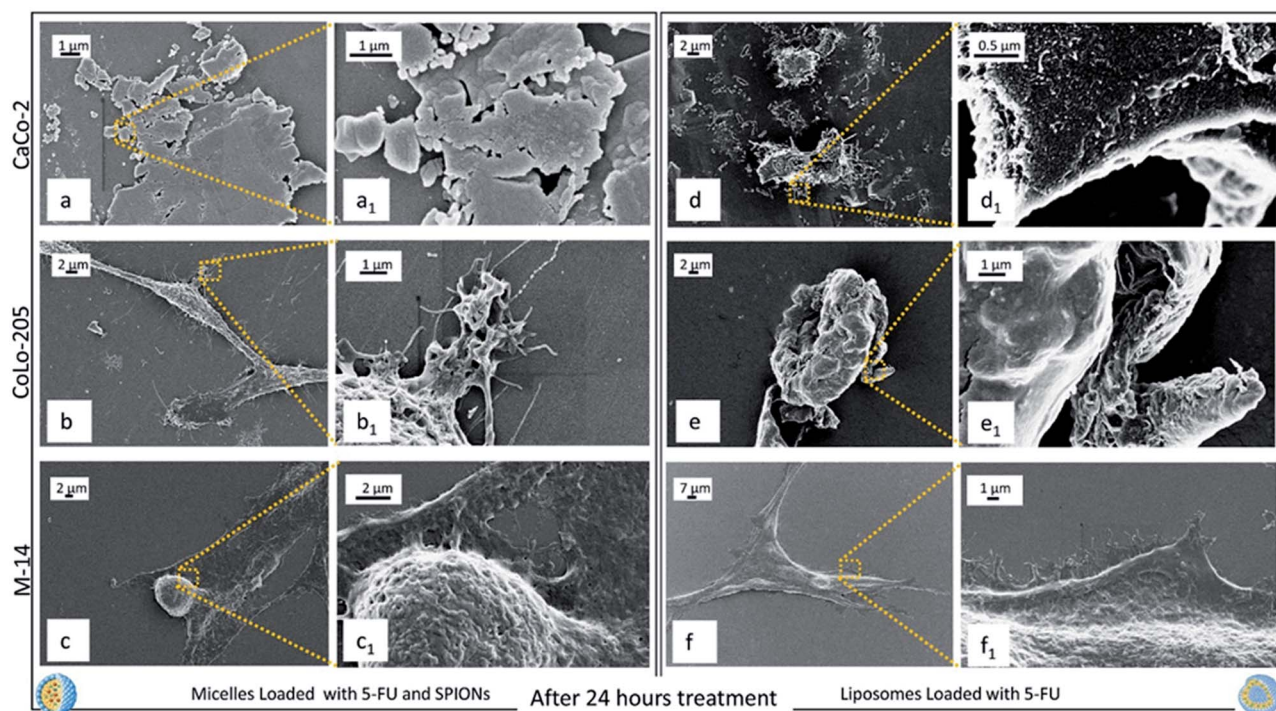 1 µm
1 µm
2 µm
0.5 µm
CaCo-2
a
a1
d
d1
2 µm
1 µm
2 µm
1 µm
CoLo-205
b
b1
e
e1
2 µm
2 µm
7 µm
1 µm
M-14
c
c1
f
f1
Micelles Loaded with 5-FU and SPIONs
After 24 hours treatment
Liposomes Loaded with 5-FU